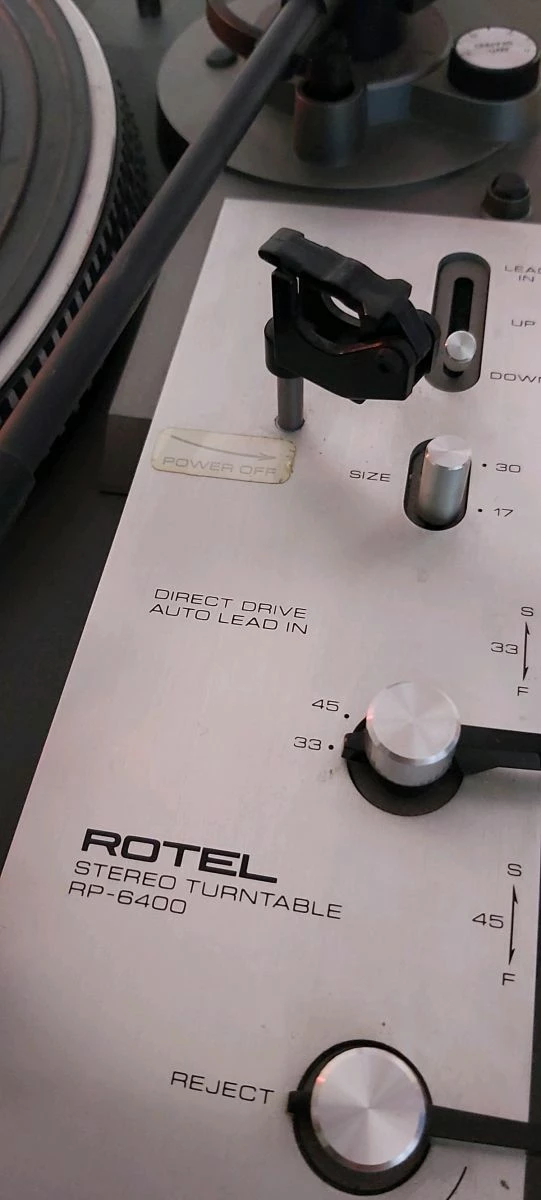 LEAD
IN
UP
DOWN
POWER OFF
SIZE
30
17
DIRECT DRIVE
AUTO LEAD IN
S
33
F
45
33
ROTEL
STEREO TURNTABLE
RP-6400
S
45
F
REJECT